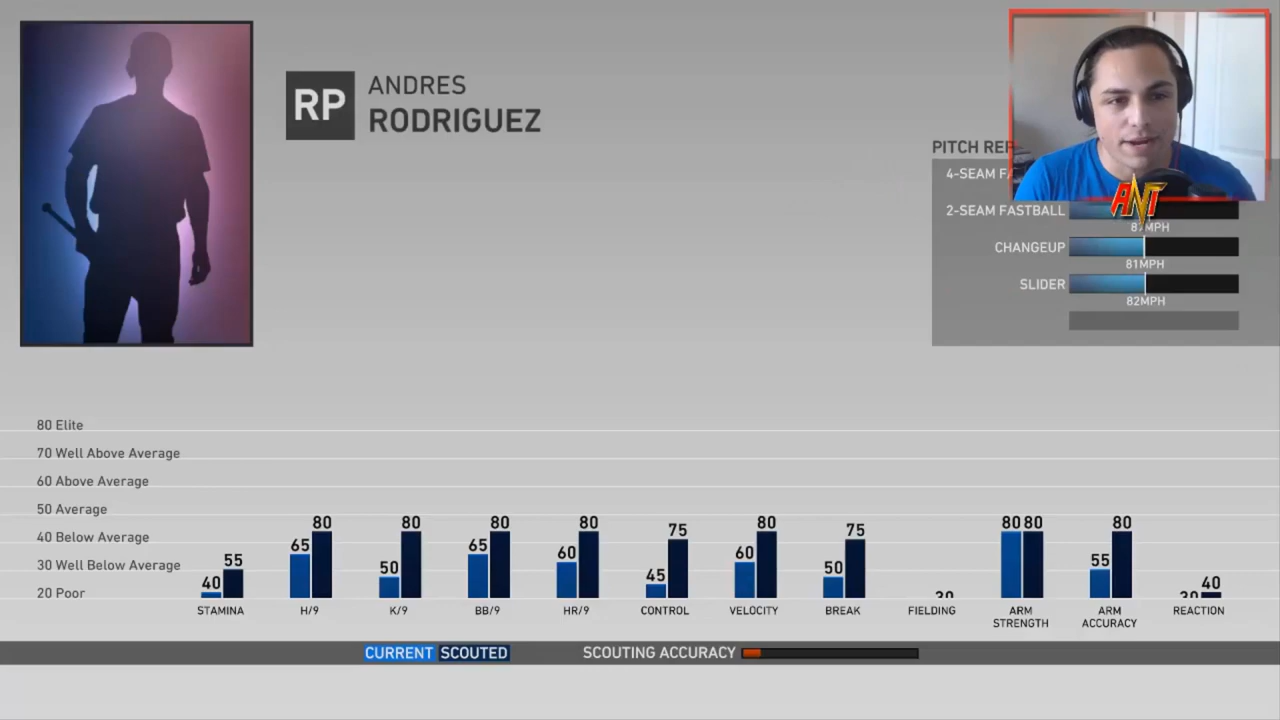 RP
ANDRES
RODRIGUEZ
PITCH REP
4-SEAM FA
ANT
2-SEAM FASTBALL
87MPH
CHANGEUP
81MPH
SLIDER
82MPH
80 Elite
70 Well Above Average
60 Above Average
50 Average
40 Below Average
30 Well Below Average
20 Poor
40 55 65 80 50 80 65 80 60 80 45 75 60 80 50 75 30 80 80 55 80 30 40
STAMINA H/9 K/9 BB/9 HR/9 CONTROL VELOCITY BREAK FIELDING ARM STRENGTH ARM ACCURACY REACTION
CURRENT SCOUTED SCOUTING ACCURACY